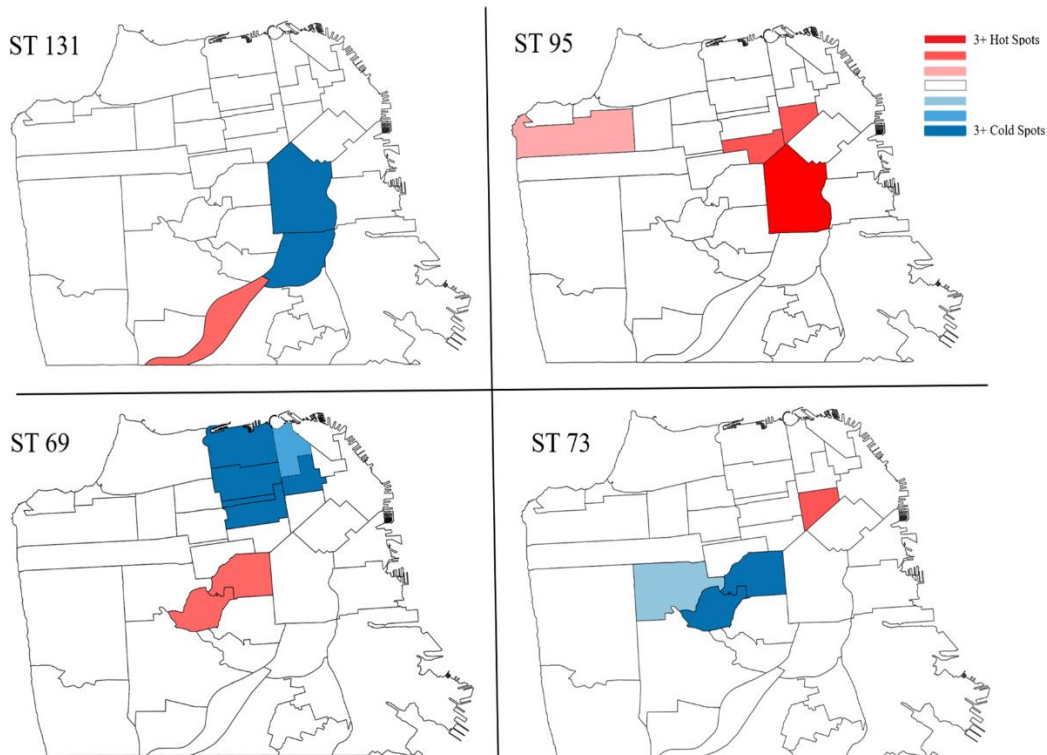 ST 131
ST 95
3+ Hot Spots
3+ Cold Spots
ST 69
ST 73